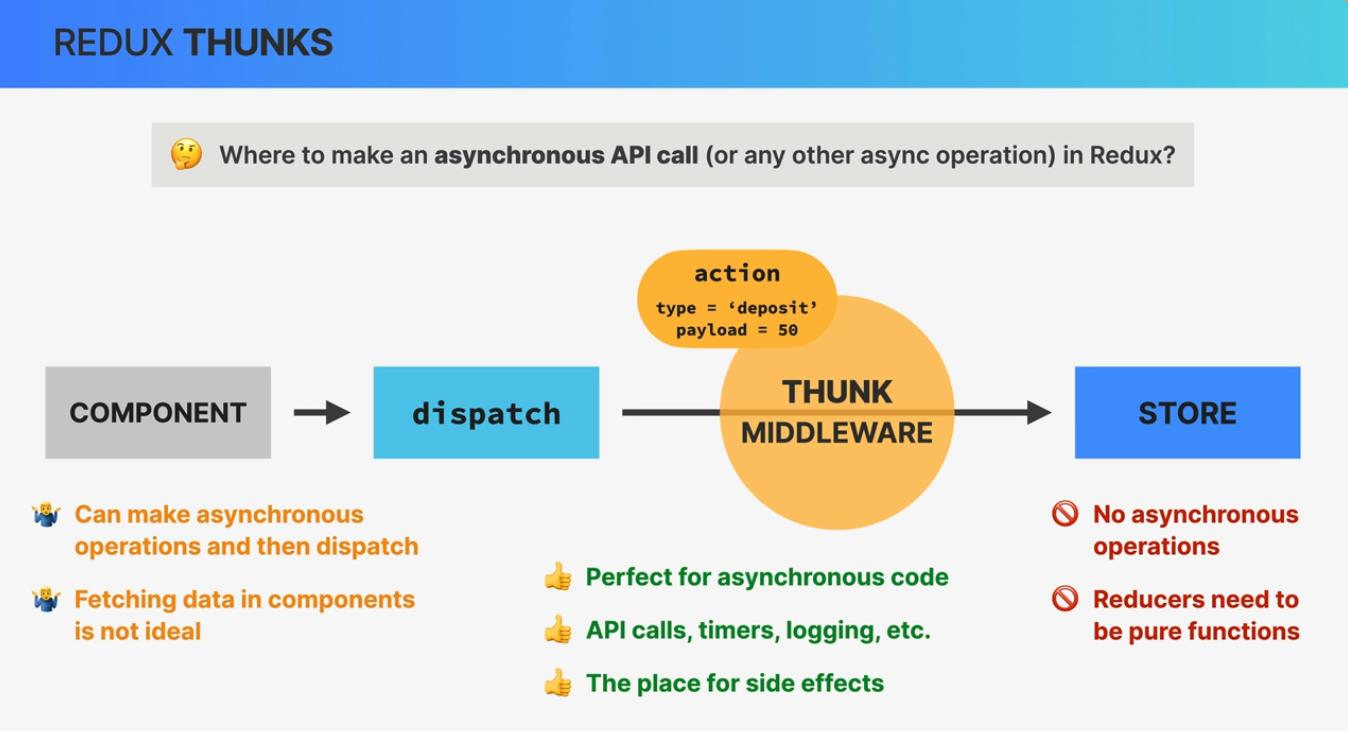 REDUX THUNKS
🤔 Where to make an asynchronous API call (or any other async operation) in Redux?
action
type = ‘deposit’
payload = 50
COMPONENT
dispatch
THUNK
MIDDLEWARE
STORE
🤷‍♂️ Can make asynchronous
operations and then dispatch
🤷‍♂️ Fetching data in components
is not ideal
👍 Perfect for asynchronous code
👍 API calls, timers, logging, etc.
👍 The place for side effects
🚫 No asynchronous
operations
🚫 Reducers need to
be pure functions